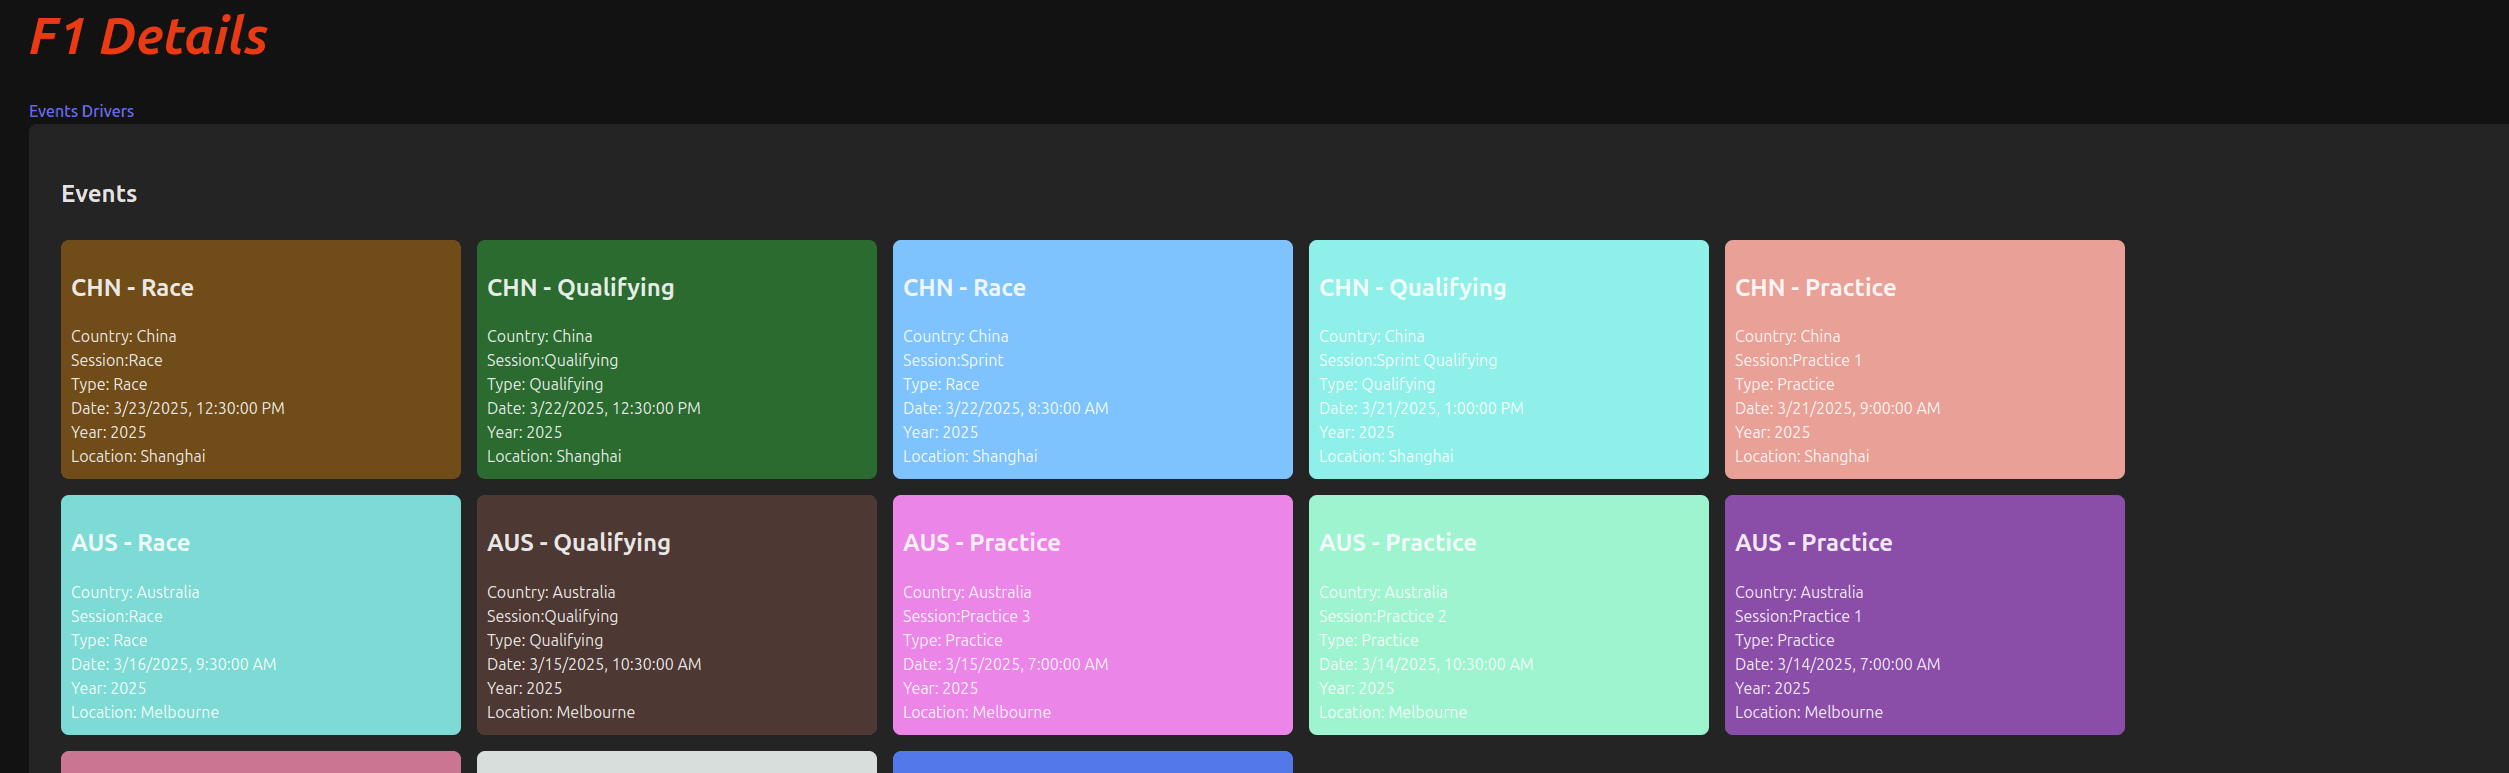 F1 Details
Events Drivers
Events
CHN - Race
Country: China
Session:Race
Type: Race
Date: 3/23/2025, 12:30:00 PM
Year: 2025
Location: Shanghai
CHN - Qualifying
Country: China
Session:Qualifying
Type: Qualifying
Date: 3/22/2025, 12:30:00 PM
Year: 2025
Location: Shanghai
CHN - Race
Country: China
Session:Sprint
Type: Race
Date: 3/22/2025, 8:30:00 AM
Year: 2025
Location: Shanghai
CHN - Qualifying
Country: China
Session:Sprint Qualifying
Type: Qualifying
Date: 3/21/2025, 1:00:00 PM
Year: 2025
Location: Shanghai
CHN - Practice
Country: China
Session:Practice 1
Type: Practice
Date: 3/21/2025, 9:00:00 AM
Year: 2025
Location: Shanghai
AUS - Race
Country: Australia
Session:Race
Type: Race
Date: 3/16/2025, 9:30:00 AM
Year: 2025
Location: Melbourne
AUS - Qualifying
Country: Australia
Session:Qualifying
Type: Qualifying
Date: 3/15/2025, 10:30:00 AM
Year: 2025
Location: Melbourne
AUS - Practice
Country: Australia
Session:Practice 3
Type: Practice
Date: 3/15/2025, 7:00:00 AM
Year: 2025
Location: Melbourne
AUS - Practice
Country: Australia
Session:Practice 2
Type: Practice
Date: 3/14/2025, 10:30:00 AM
Year: 2025
Location: Melbourne
AUS - Practice
Country: Australia
Session:Practice 1
Type: Practice
Date: 3/14/2025, 7:00:00 AM
Year: 2025
Location: Melbourne